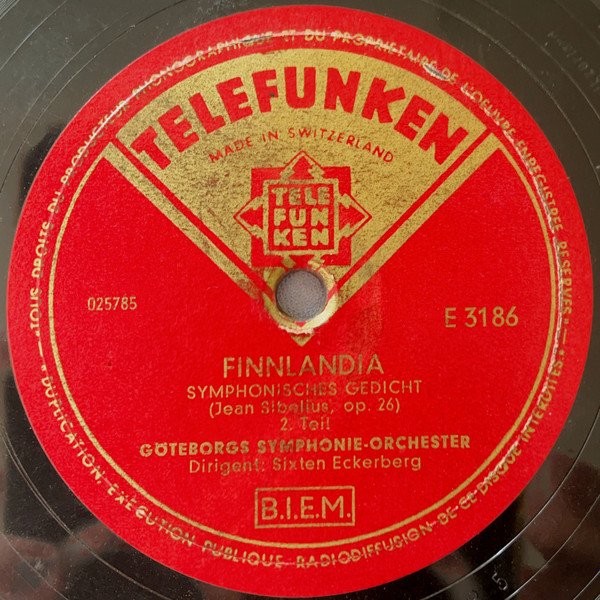 TOUS DROITS DU PRODUCTEUR PHONOGRAPHIQUE ET DU PROPRIETAIRE DE L'OEUVRE ENREGISTREE RESERVES
TELEFUNKEN
MADE IN SWITZERLAND
TELE
FUN
KEN
025785
E 3186
FINNLANDIA
SYMPHONISCHES GEDICHT
(Jean Sibelius, op. 26)
2. Teil
GÖTEBORGS SYMPHONIE-ORCHESTER
Dirigent: Sixten Eckerberg
B.I.E.M.
DUPLICATION EXÉCUTION PUBLIQUE RADIODIFFUSION DE CE DISQUE INTERDITES